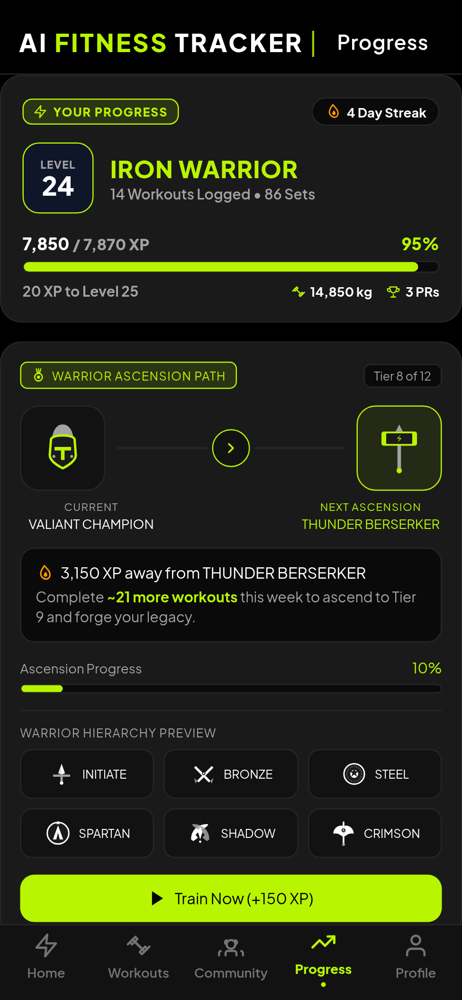 AI FITNESS TRACKER | Progress
YOUR PROGRESS
4 Day Streak
LEVEL
24
IRON WARRIOR
14 Workouts Logged • 86 Sets
7,850 / 7,870 XP
95%
20 XP to Level 25
14,850 kg
3 PRs
WARRIOR ASCENSION PATH
Tier 8 of 12
CURRENT
VALIANT CHAMPION
NEXT ASCENSION
THUNDER BERSERKER
3,150 XP away from THUNDER BERSERKER
Complete ~21 more workouts this week to ascend to Tier
9 and forge your legacy.
Ascension Progress
10%
WARRIOR HIERARCHY PREVIEW
INITIATE
BRONZE
STEEL
SPARTAN
SHADOW
CRIMSON
Train Now (+150 XP)
Home
Workouts
Community
Progress
Profile